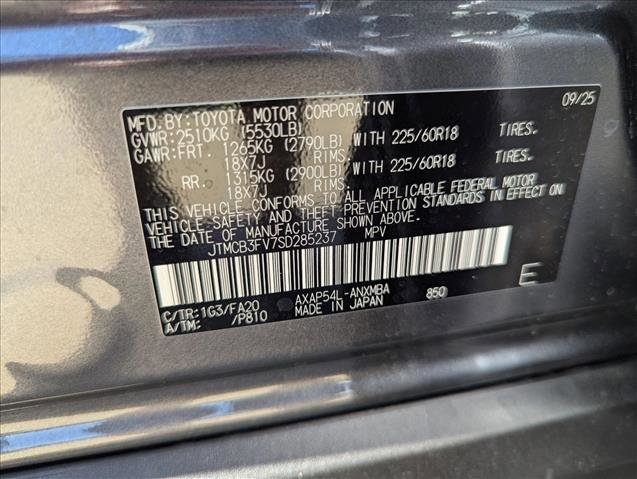 09/25
MFD.BY:TOYOTA MOTOR CORPORATION
GVWR:2510KG (5530LB)
GAWR:FRT. 1265KG (2790LB) WITH 225/60R18 TIRES.
18X7J RIMS.
RR. 1315KG (2900LB) WITH 225/60R18 TIRES.
18X7J RIMS.
THIS VEHICLE CONFORMS TO ALL APPLICABLE FEDERAL MOTOR
VEHICLE SAFETY AND THEFT PREVENTION STANDARDS IN EFFECT ON
THE DATE OF MANUFACTURE SHOWN ABOVE.
JTMCB3FV7SD285237 MPV
E
C/TR:1G3/FA20 AXAP54L-ANXMBA 850
A/TM: /P810 MADE IN JAPAN